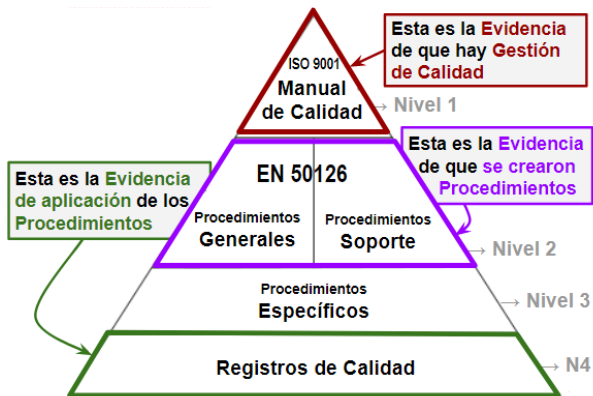 Esta es la Evidencia
de que hay Gestión
de Calidad
ISO 9001
Manual
de Calidad
→ Nivel 1
Esta es la Evidencia
de que se crearon
Procedimientos
Esta es la Evidencia
de aplicación de los
Procedimientos
EN 50126
Procedimientos
Generales
Procedimientos
Soporte
→ Nivel 2
Procedimientos
Específicos
→ Nivel 3
Registros de Calidad
→ N4